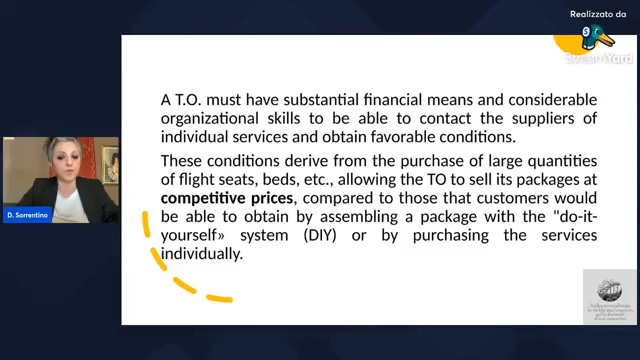 Realizzato da
StreamYard
A T.O. must have substantial financial means and considerable
organizational skills to be able to contact the suppliers of
individual services and obtain favorable conditions.
These conditions derive from the purchase of large quantities
of flight seats, beds, etc., allowing the TO to sell its packages at
competitive prices, compared to those that customers would
be able to obtain by assembling a package with the "do-it-
yourself» system (DIY) or by purchasing the services
individually.
D. Sorrentino